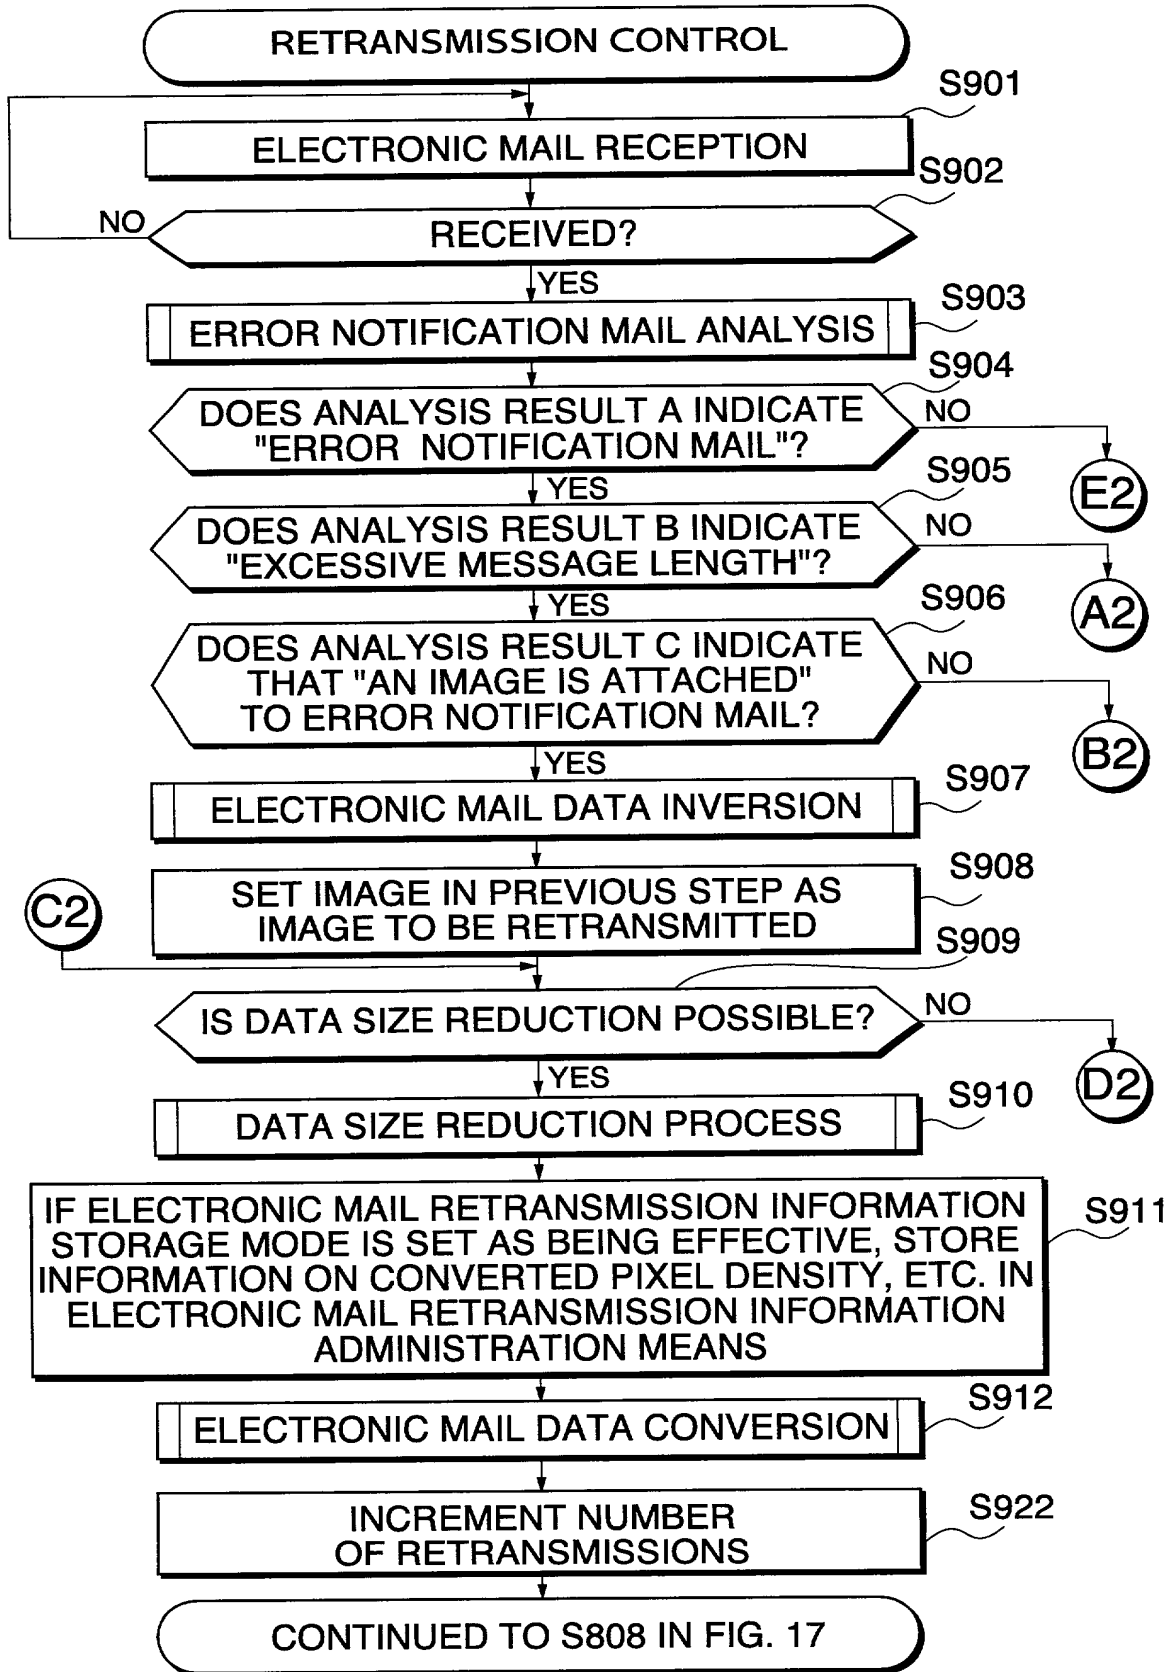 RETRANSMISSION CONTROL
S901
ELECTRONIC MAIL RECEPTION
S902
NO
RECEIVED?
YES
S903
ERROR NOTIFICATION MAIL ANALYSIS
S904
DOES ANALYSIS RESULT A INDICATE
"ERROR NOTIFICATION MAIL"?
NO
E2
YES
S905
DOES ANALYSIS RESULT B INDICATE
"EXCESSIVE MESSAGE LENGTH"?
NO
A2
YES
S906
DOES ANALYSIS RESULT C INDICATE
THAT "AN IMAGE IS ATTACHED"
TO ERROR NOTIFICATION MAIL?
NO
B2
YES
S907
ELECTRONIC MAIL DATA INVERSION
S908
C2
SET IMAGE IN PREVIOUS STEP AS
IMAGE TO BE RETRANSMITTED
S909
IS DATA SIZE REDUCTION POSSIBLE?
NO
D2
YES
S910
DATA SIZE REDUCTION PROCESS
S911
IF ELECTRONIC MAIL RETRANSMISSION INFORMATION
STORAGE MODE IS SET AS BEING EFFECTIVE, STORE
INFORMATION ON CONVERTED PIXEL DENSITY, ETC. IN
ELECTRONIC MAIL RETRANSMISSION INFORMATION
ADMINISTRATION MEANS
S912
ELECTRONIC MAIL DATA CONVERSION
S922
INCREMENT NUMBER
OF RETRANSMISSIONS
CONTINUED TO S808 IN FIG. 17